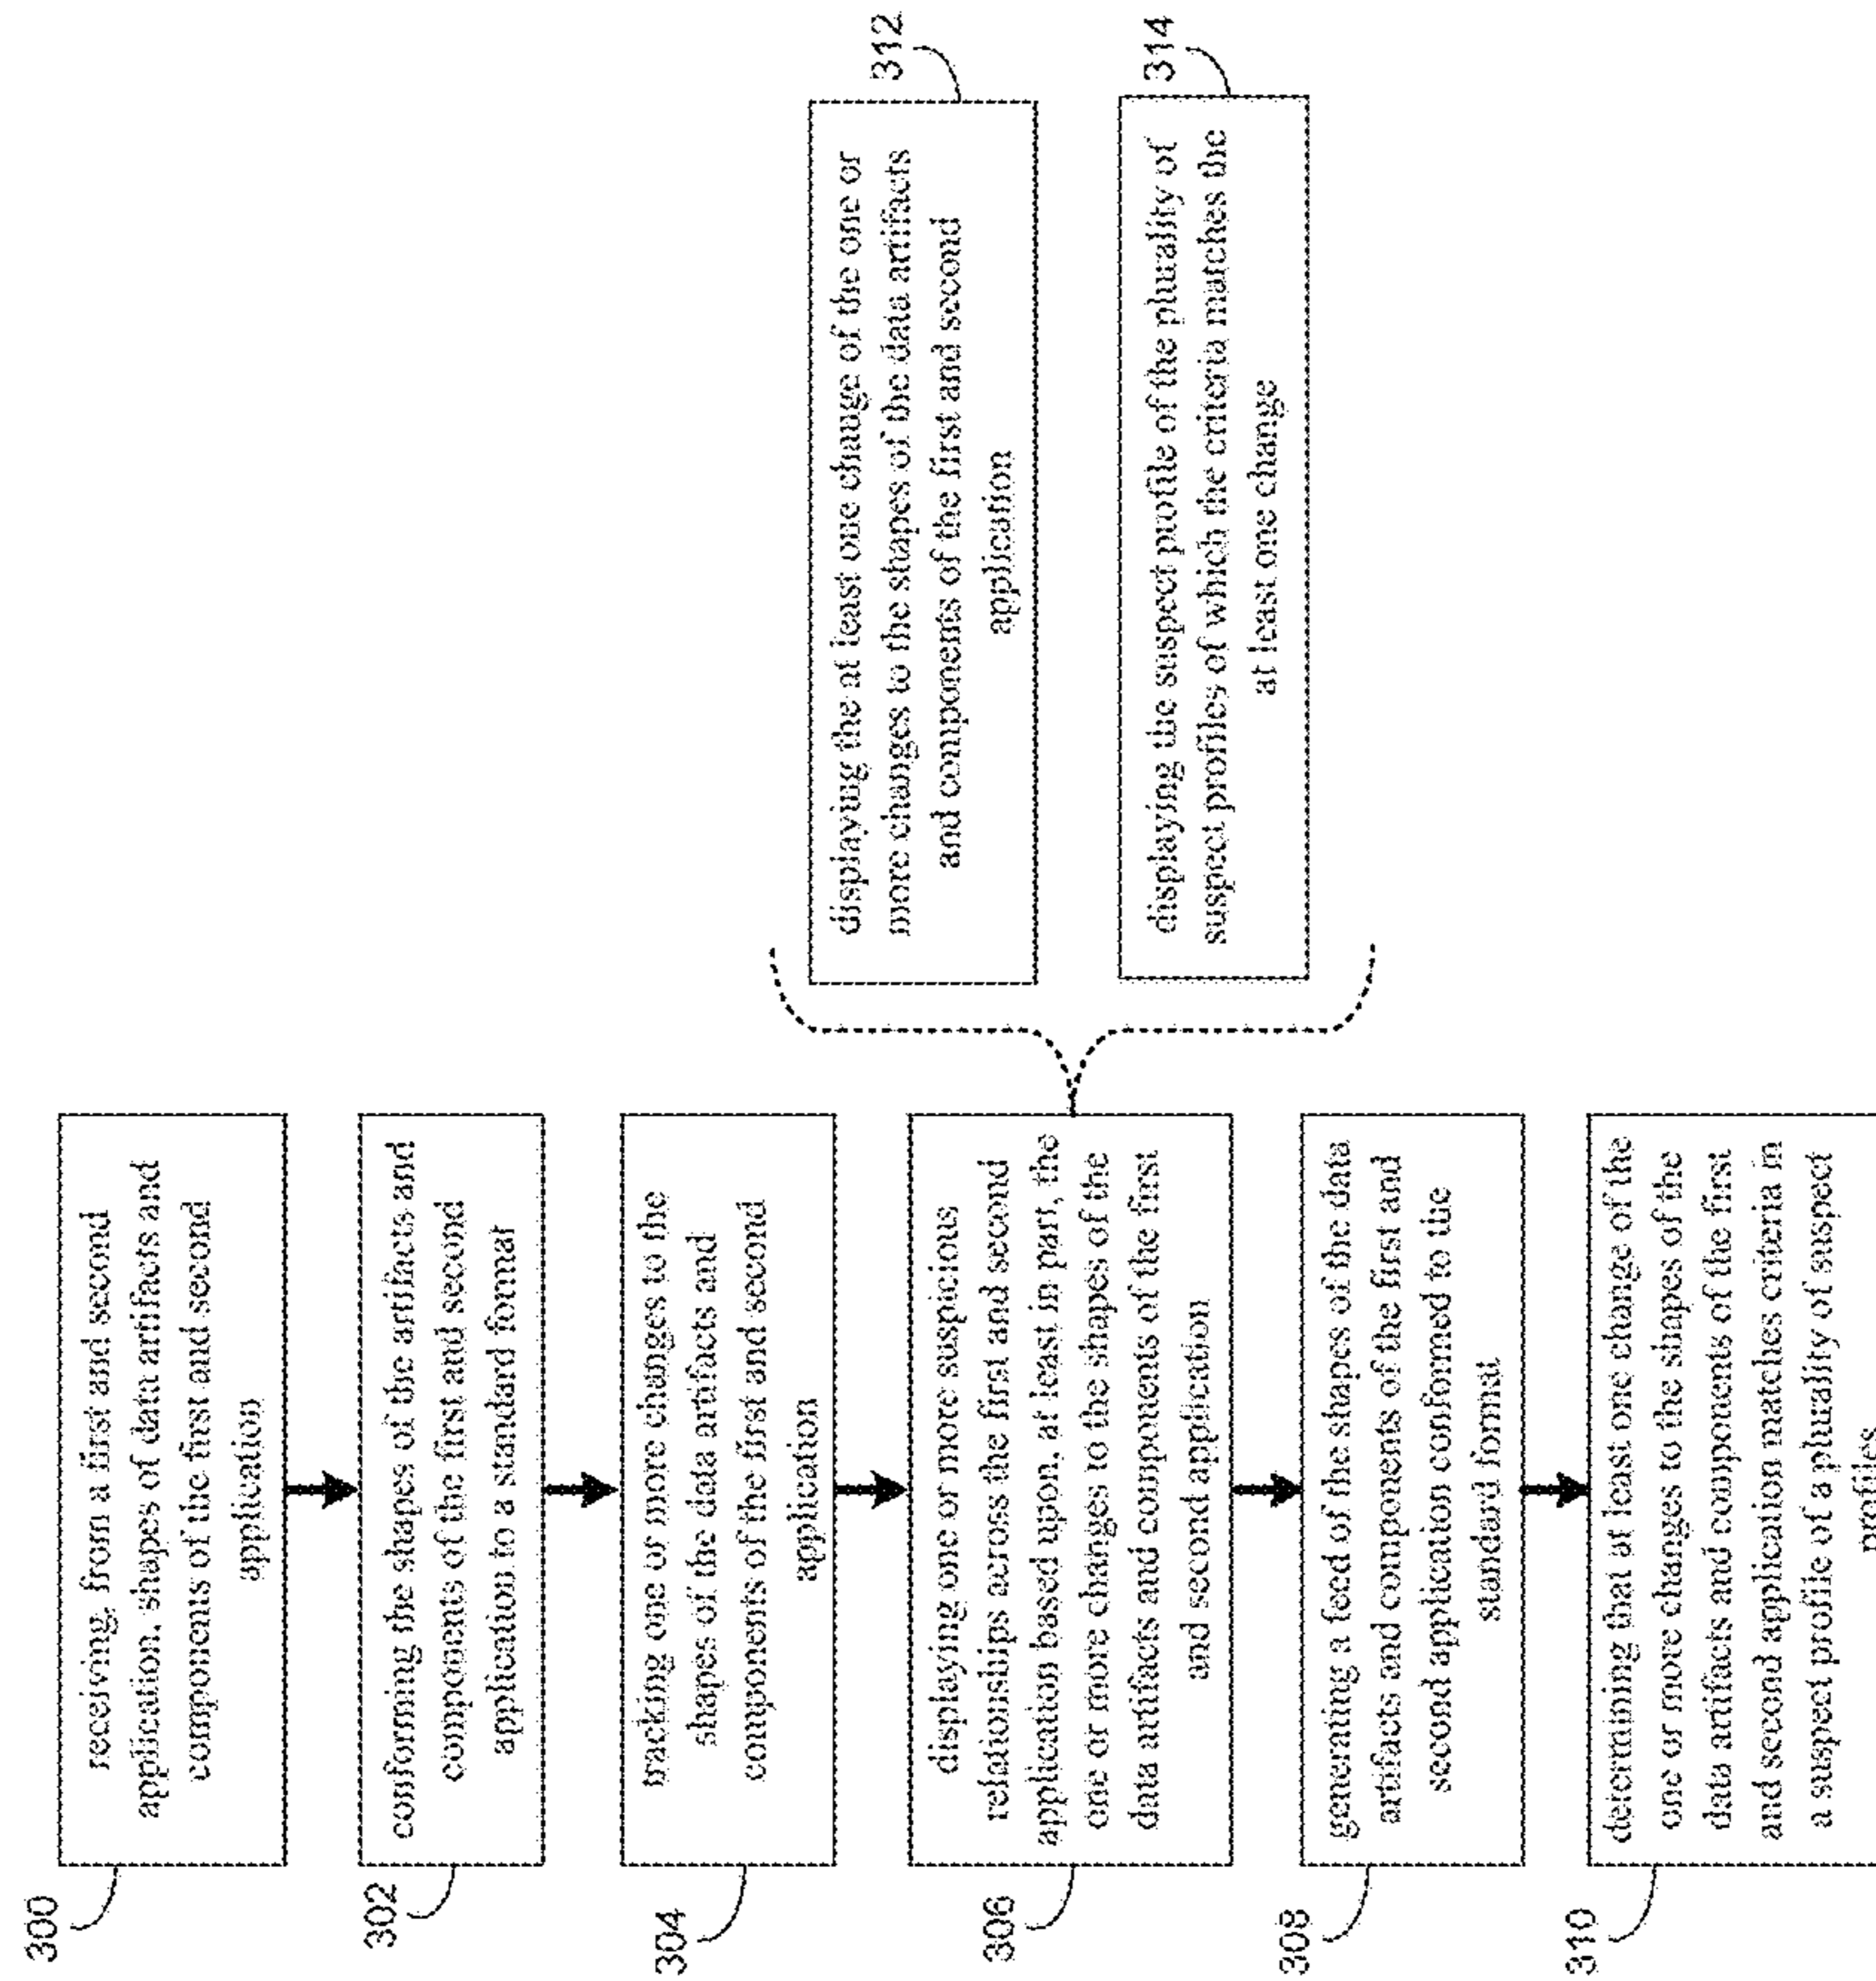 300
receiving, from a first and second
application, shapes of data artifacts and
components of the first and second
application
302
conforming the shapes of the artifacts and
components of the first and second
application to a standard format
304
tracking one or more changes to the
shapes of the data artifacts and
components of the first and second
application
306
displaying one or more suspicious
relationships across the first and second
application based upon, at least in part, the
one or more changes to the shapes of the
data artifacts and components of the first
and second application
308
generating a feed of the shapes of the data
artifacts and components of the first and
second application conformed to the
standard format
310
determining that at least one change of the
one or more changes to the shapes of the
data artifacts and components of the first
and second application matches criteria in
a suspect profile of a plurality of suspect
profiles
312
displaying the at least one change of the one or
more changes to the shapes of the data artifacts
and components of the first and second
application
314
displaying the suspect profile of the plurality of
suspect profiles of which the criteria matches the
at least one change